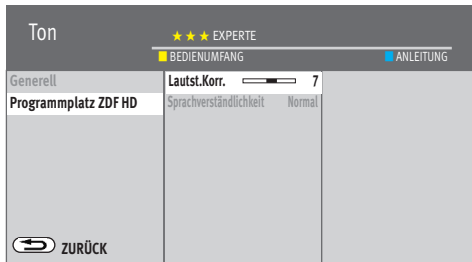 Ton
★ ★ ★ EXPERTE
BEDIENUMFANG
ANLEITUNG
Generell
Lautst.Korr. 7
Programmplatz ZDF HD
Sprachverständlichkeit Normal
ZURÜCK